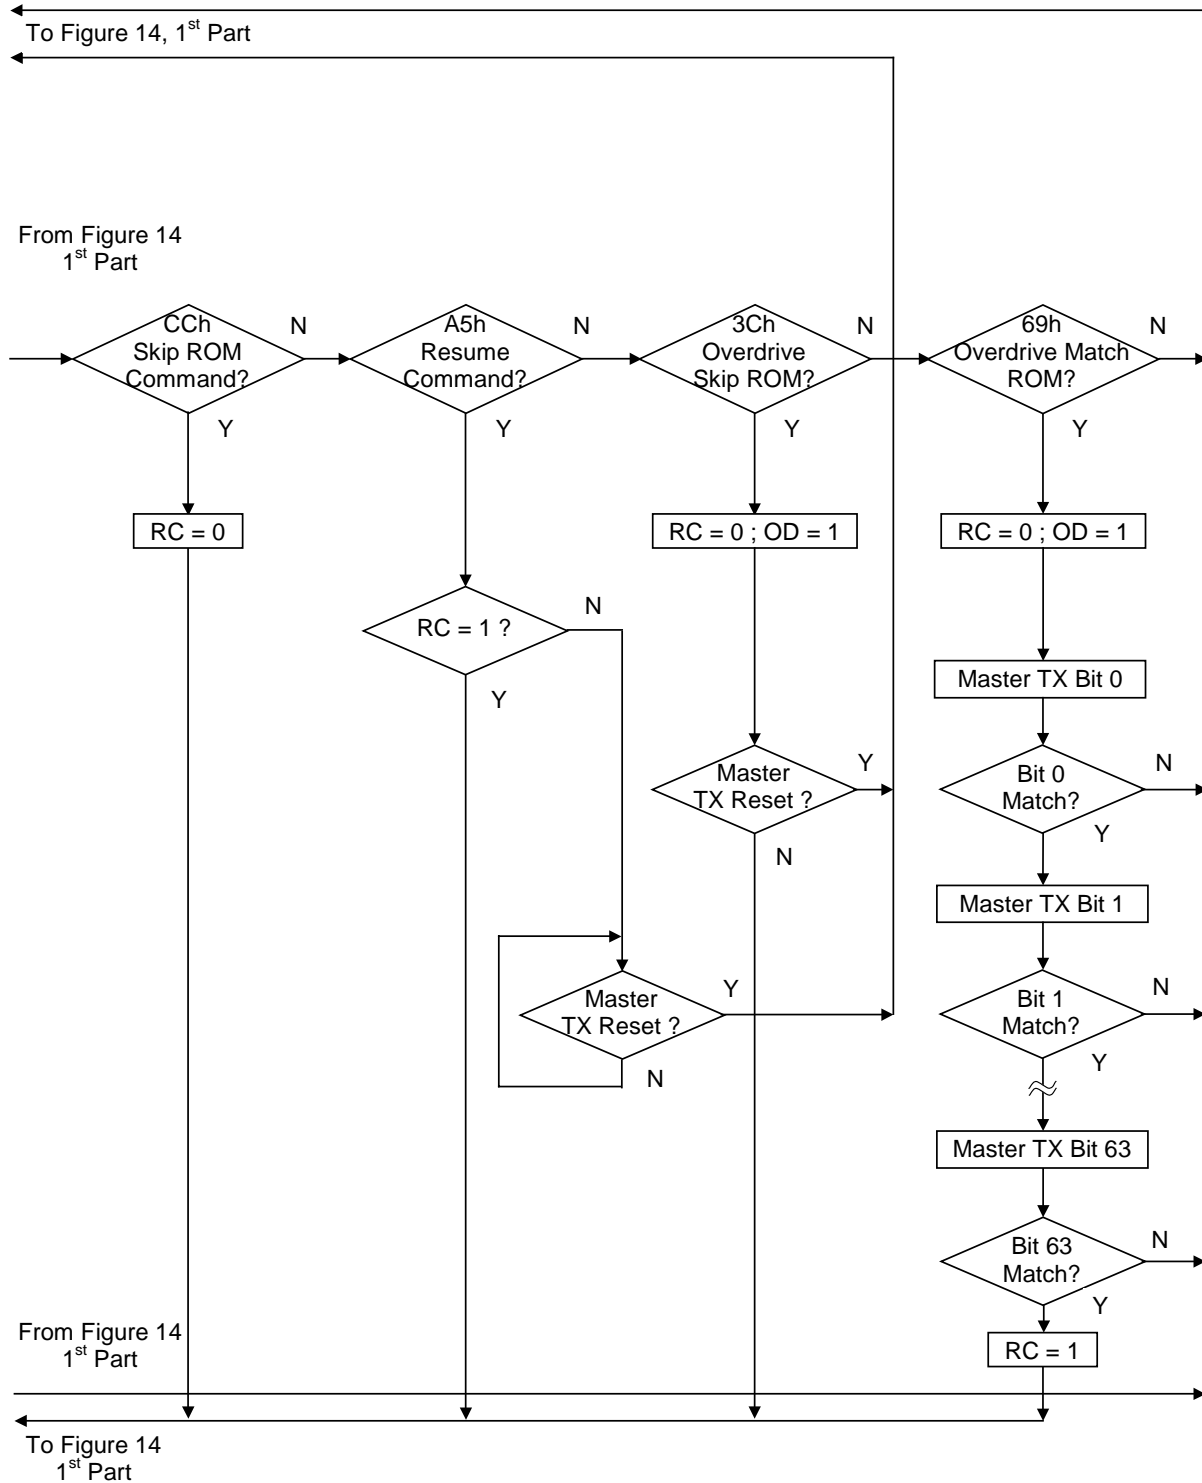 To Figure 14, 1st Part
From Figure 14
1st Part
CCh
Skip ROM
Command?
N
Y
A5h
Resume
Command?
N
Y
3Ch
Overdrive
Skip ROM?
N
Y
69h
Overdrive Match
ROM?
N
Y
RC = 0
RC = 0 ; OD = 1
RC = 0 ; OD = 1
RC = 1 ?
N
Y
Master TX Bit 0
Master
TX Reset ?
Y
N
Bit 0
Match?
N
Y
Master TX Bit 1
Master
TX Reset ?
Y
N
Bit 1
Match?
N
Y
Master TX Bit 63
Bit 63
Match?
N
Y
From Figure 14
1st Part
RC = 1
To Figure 14
1st Part